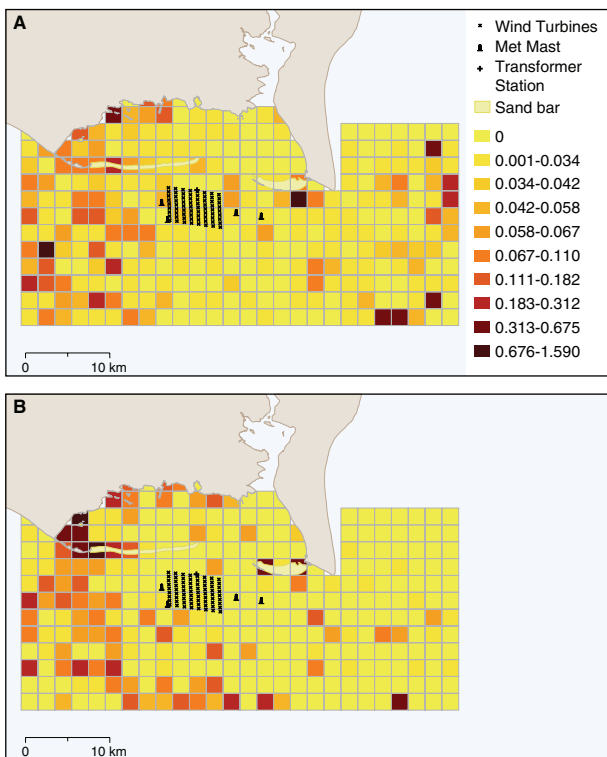 A
Wind Turbines
Met Mast
Transformer
Station
Sand bar
0
0.001-0.034
0.034-0.042
0.042-0.058
0.058-0.067
0.067-0.110
0.111-0.182
0.183-0.312
0.313-0.675
0.676-1.590
0 10 km
B
0 10 km